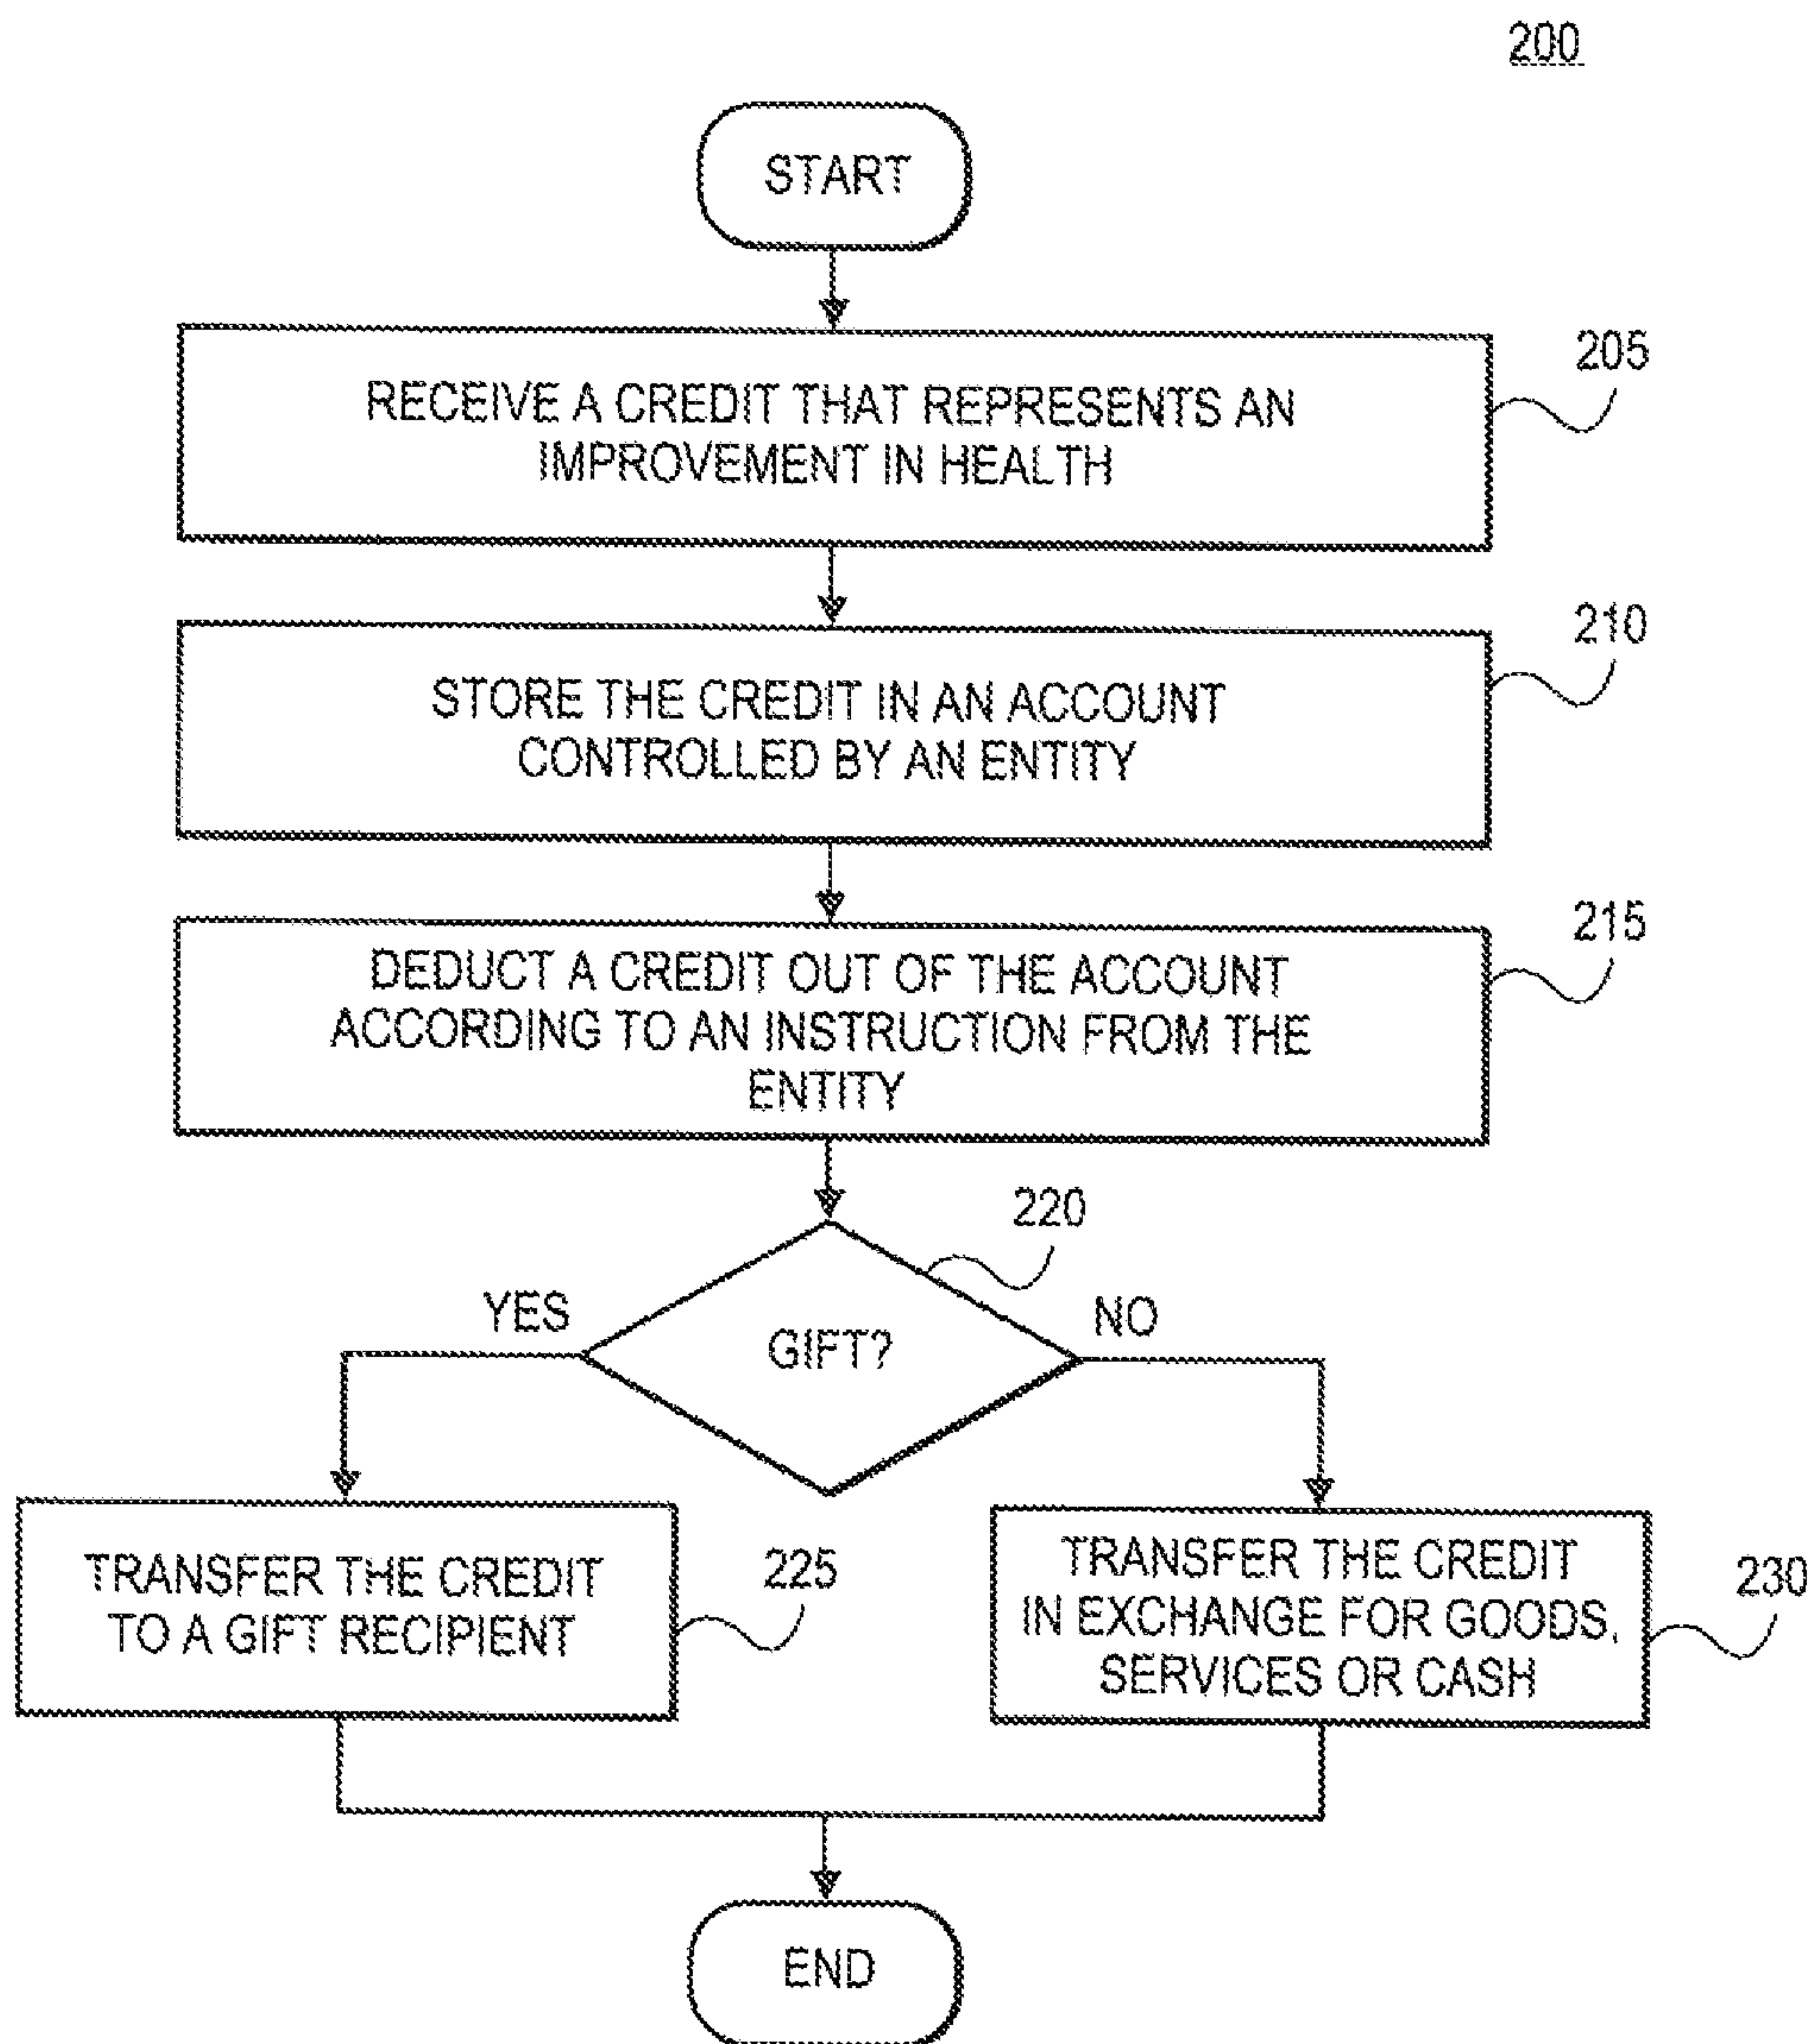 200
START
RECEIVE A CREDIT THAT REPRESENTS AN
IMPROVEMENT IN HEALTH
205
STORE THE CREDIT IN AN ACCOUNT
CONTROLLED BY AN ENTITY
210
DEDUCT A CREDIT OUT OF THE ACCOUNT
ACCORDING TO AN INSTRUCTION FROM THE
ENTITY
215
220
YES
GIFT?
NO
TRANSFER THE CREDIT
TO A GIFT RECIPIENT
225
TRANSFER THE CREDIT
IN EXCHANGE FOR GOODS,
SERVICES OR CASH
230
END